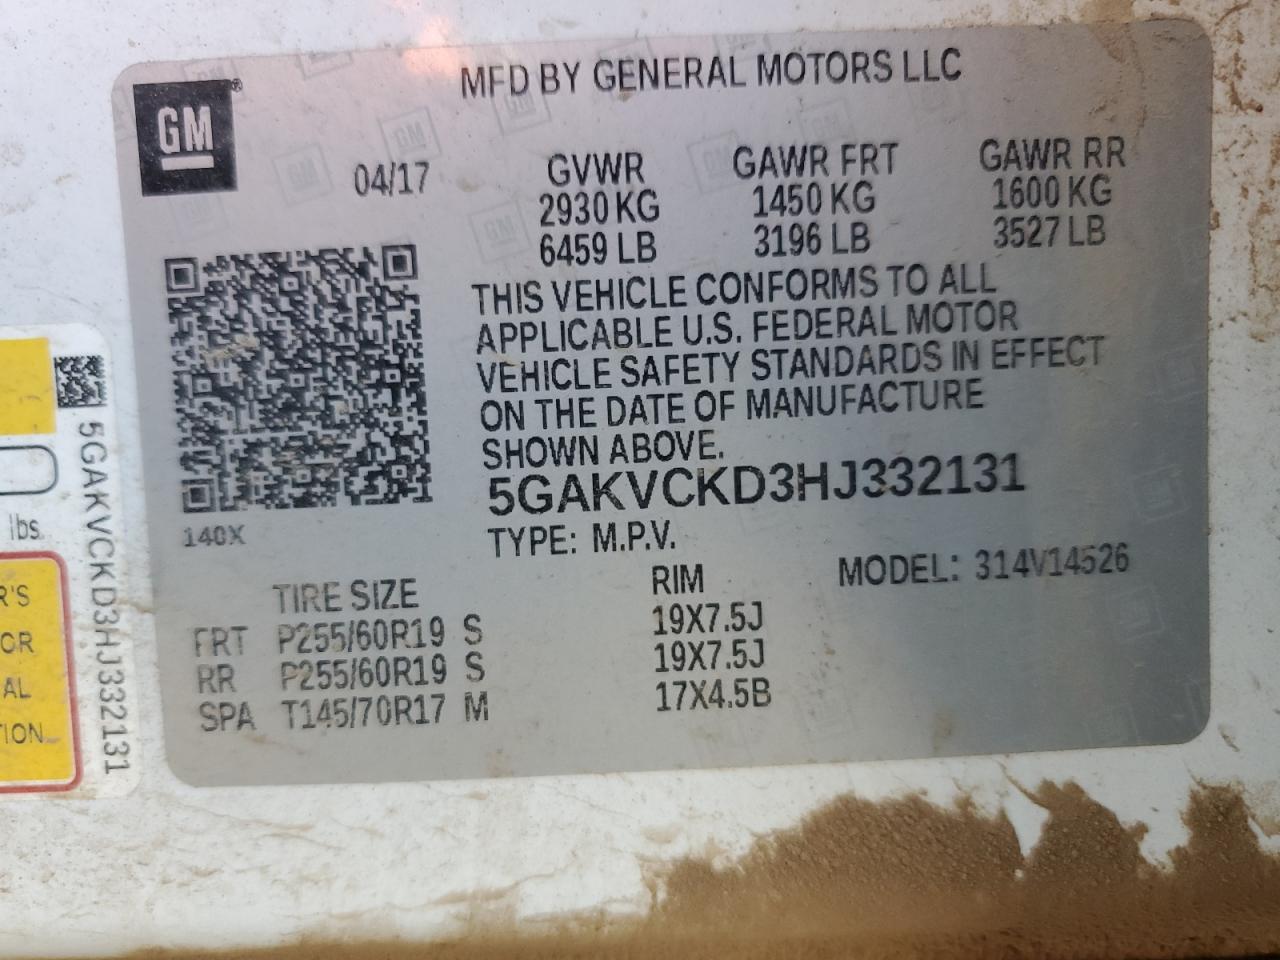 MFD BY GENERAL MOTORS LLC
GM®
04/17
GVWR GAWR FRT GAWR RR
2930 KG 1450 KG 1600 KG
6459 LB 3196 LB 3527 LB
THIS VEHICLE CONFORMS TO ALL
APPLICABLE U.S. FEDERAL MOTOR
VEHICLE SAFETY STANDARDS IN EFFECT
ON THE DATE OF MANUFACTURE
SHOWN ABOVE.
5GAKVCKD3HJ332131
140X
TYPE: M.P.V.
MODEL: 314V14526
TIRE SIZE RIM
FRT P255/60R19 S 19X7.5J
RR P255/60R19 S 19X7.5J
SPA T145/70R17 M 17X4.5B
5GAKVCKD3HJ332131
lbs.
R'S
OR
AL
TION